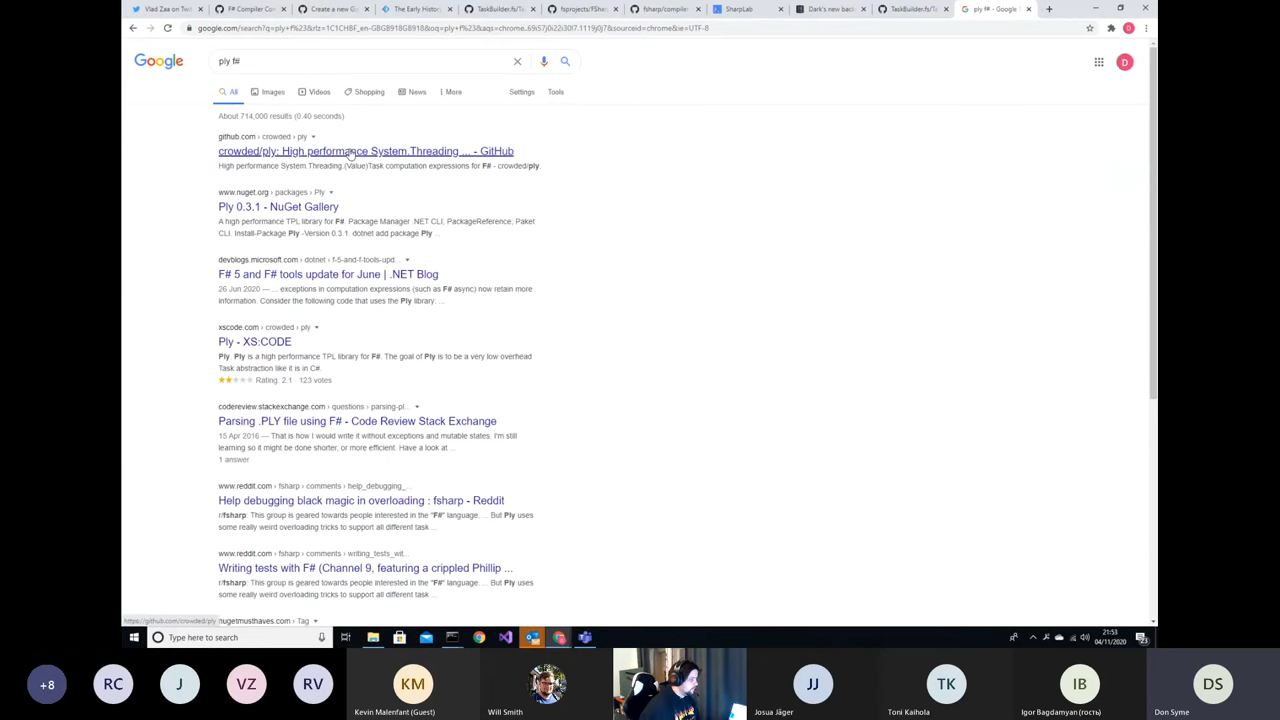 Vlad Zaa on Twi
F# Compiler Con
Create a new Gi
The Early Histor
TaskBuilder.fs/T
fsprojects/FShar
fsharp/compiler
SharpLab
Dark's new back
TaskBuilder.fs/T
ply f# - Google
google.com/search?q=ply+f%23&rlz=1C1CHBF_en-GBGB918GB918&oq=ply+f%23&aqs=chrome..69i57j0i22i30l7.1119j0j7&sourceid=chrome&ie=UTF-8
Google
ply f#
D
All
Images
Videos
Shopping
News
More
Settings
Tools
About 714,000 results (0.40 seconds)
github.com › crowded › ply
crowded/ply: High performance System.Threading ... - GitHub
High performance System.Threading.(Value)Task computation expressions for F# - crowded/ply.
www.nuget.org › packages › Ply
Ply 0.3.1 - NuGet Gallery
A high performance TPL library for F#. Package Manager .NET CLI; PackageReference; Paket
CLI. Install-Package Ply -Version 0.3.1. dotnet add package Ply ...
devblogs.microsoft.com › dotnet › f-5-and-f-tools-upd...
F# 5 and F# tools update for June | .NET Blog
26 Jun 2020 — ... exceptions in computation expressions (such as F# async) now retain more
information. Consider the following code that uses the Ply library: ...
xscode.com › crowded › ply
Ply - XS:CODE
Ply. Ply is a high performance TPL library for F#. The goal of Ply is to be a very low overhead
Task abstraction like it is in C#.
Rating: 2.1 · 123 votes
codereview.stackexchange.com › questions › parsing-pl...
Parsing .PLY file using F# - Code Review Stack Exchange
15 Apr 2016 — That is how I would write it without exceptions and mutable states. I'm still
learning so it might be done shorter, or more efficient. Have a look at ...
1 answer
www.reddit.com › fsharp › comments › help_debugging_...
Help debugging black magic in overloading : fsharp - Reddit
r/fsharp: This group is geared towards people interested in the "F#" language. ... But Ply uses
some really weird overloading tricks to support all different task ...
www.reddit.com › fsharp › comments › writing_tests_wit...
Writing tests with F# (Channel 9, featuring a crippled Phillip ...
r/fsharp: This group is geared towards people interested in the "F#" language. ... But Ply uses
some really weird overloading tricks to support all different task ...
https://github.com/crowded/ply
nugetmusthaves.com › Tag
Type here to search
21:53
04/11/2020
23
+8
RC
J
VZ
RV
KM
JJ
TK
IB
DS
Kevin Malenfant (Guest)
Will Smith
Josua Jäger
Toni Kaihola
Igor Bagdamyan (гость)
Don Syme